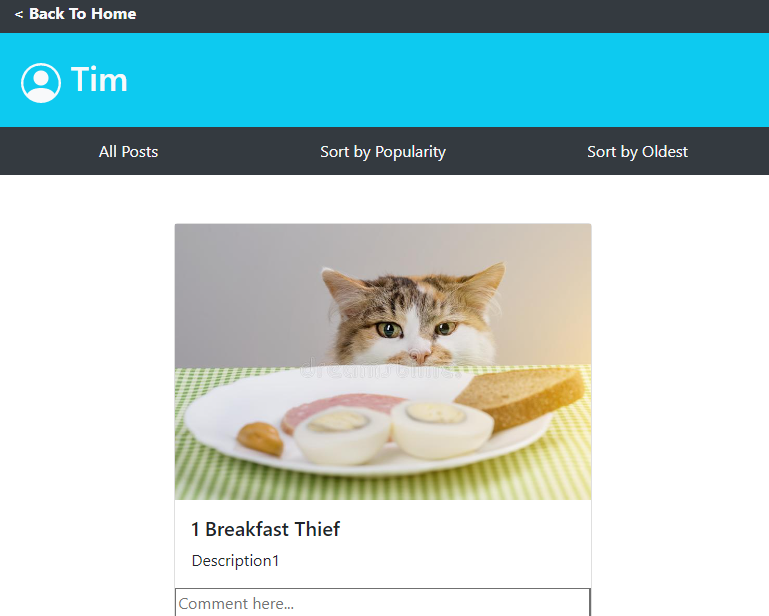 < Back To Home
Tim
All Posts Sort by Popularity Sort by Oldest
dreamstime
1 Breakfast Thief
Description1
Comment here...